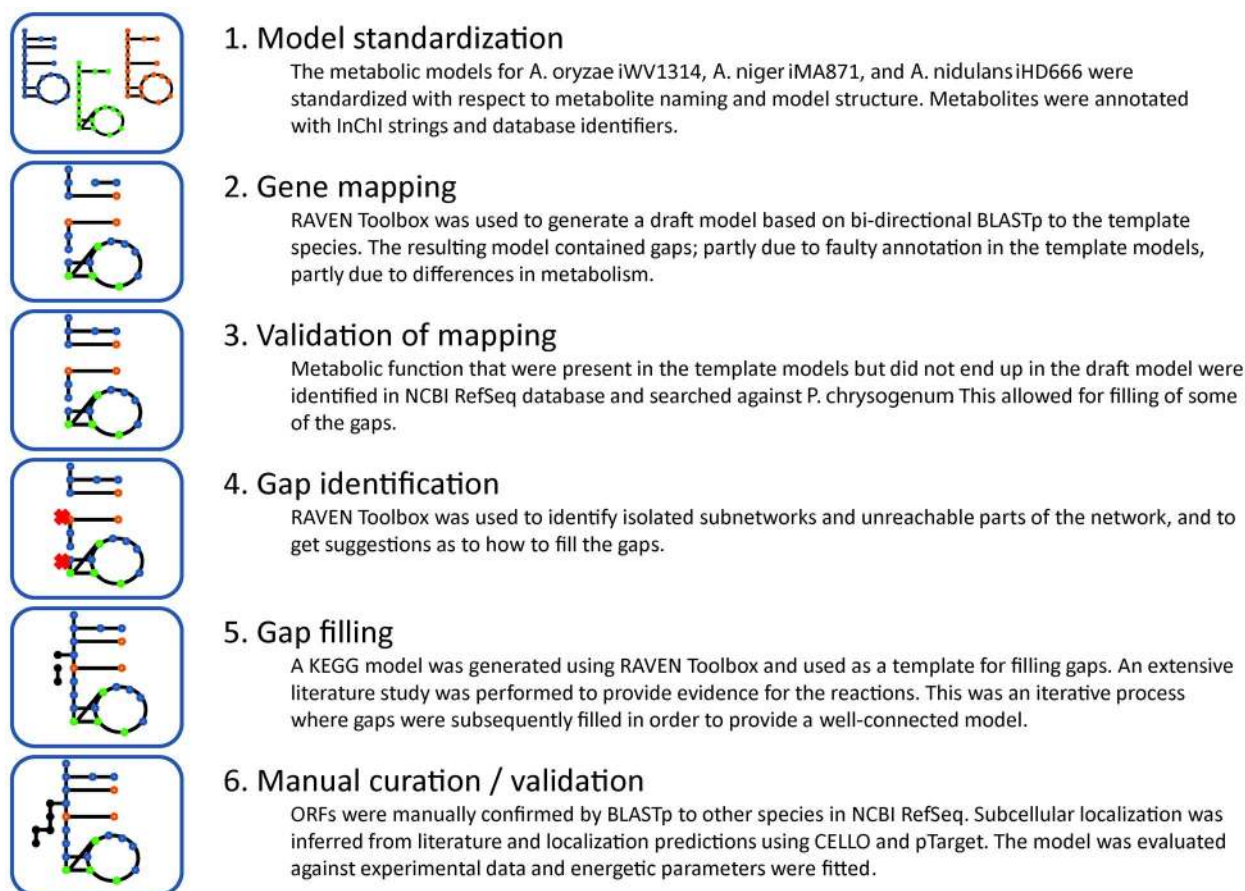 1. Model standardization
The metabolic models for A. oryzae iWV1314, A. niger iMA871, and A. nidulans iHD666 were
standardized with respect to metabolite naming and model structure. Metabolites were annotated
with InChI strings and database identifiers.
2. Gene mapping
RAVEN Toolbox was used to generate a draft model based on bi-directional BLASTp to the template
species. The resulting model contained gaps; partly due to faulty annotation in the template models,
partly due to differences in metabolism.
3. Validation of mapping
Metabolic function that were present in the template models but did not end up in the draft model were
identified in NCBI RefSeq database and searched against P. chrysogenum This allowed for filling of some
of the gaps.
4. Gap identification
RAVEN Toolbox was used to identify isolated subnetworks and unreachable parts of the network, and to
get suggestions as to how to fill the gaps.
5. Gap filling
A KEGG model was generated using RAVEN Toolbox and used as a template for filling gaps. An extensive
literature study was performed to provide evidence for the reactions. This was an iterative process
where gaps were subsequently filled in order to provide a well-connected model.
6. Manual curation / validation
ORFs were manually confirmed by BLASTp to other species in NCBI RefSeq. Subcellular localization was
inferred from literature and localization predictions using CELLO and pTarget. The model was evaluated
against experimental data and energetic parameters were fitted.